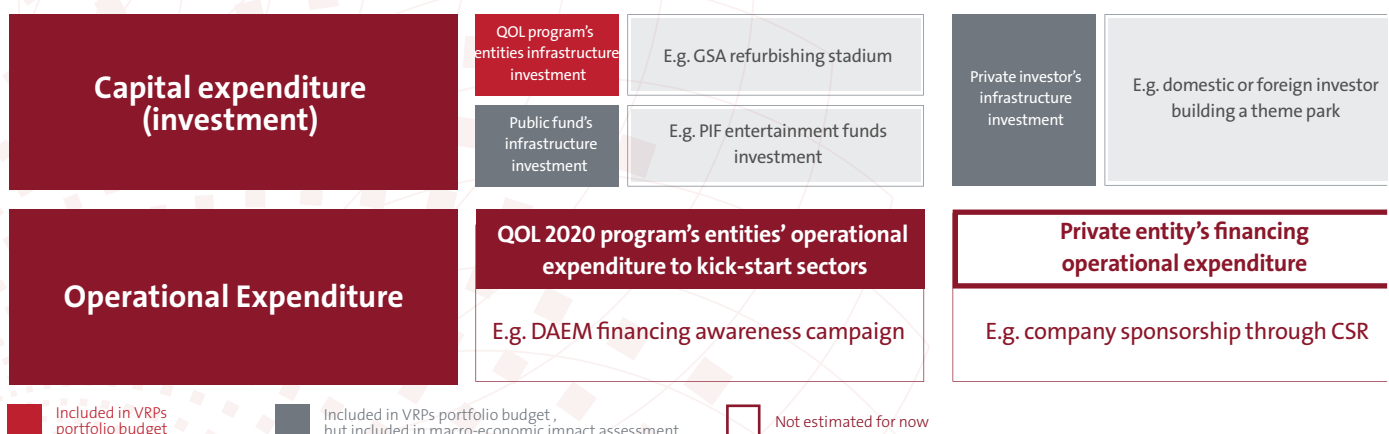 Capital expenditure
(investment)
QOL program's
entities infrastructure
investment
E.g. GSA refurbishing stadium
Public fund's
infrastructure
investment
E.g. PIF entertainment funds
investment
Private investor's
infrastructure
investment
E.g. domestic or foreign investor
building a theme park
Operational Expenditure
QOL 2020 program's entities' operational
expenditure to kick-start sectors
E.g. DAEM financing awareness campaign
Private entity's financing
operational expenditure
E.g. company sponsorship through CSR
Included in VRPs
portfolio budget
Included in VRPs portfolio budget ,
but included in macro-economic impact assessment
Not estimated for now